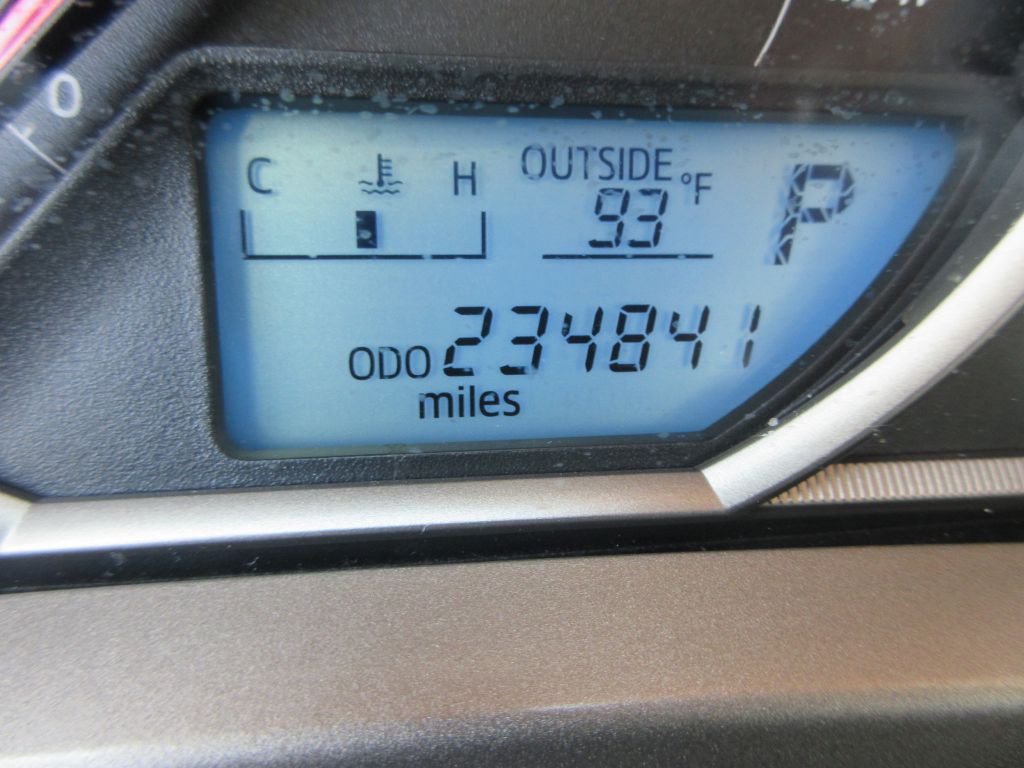 0
C H OUTSIDE
93 °F P
ODO 234841
miles